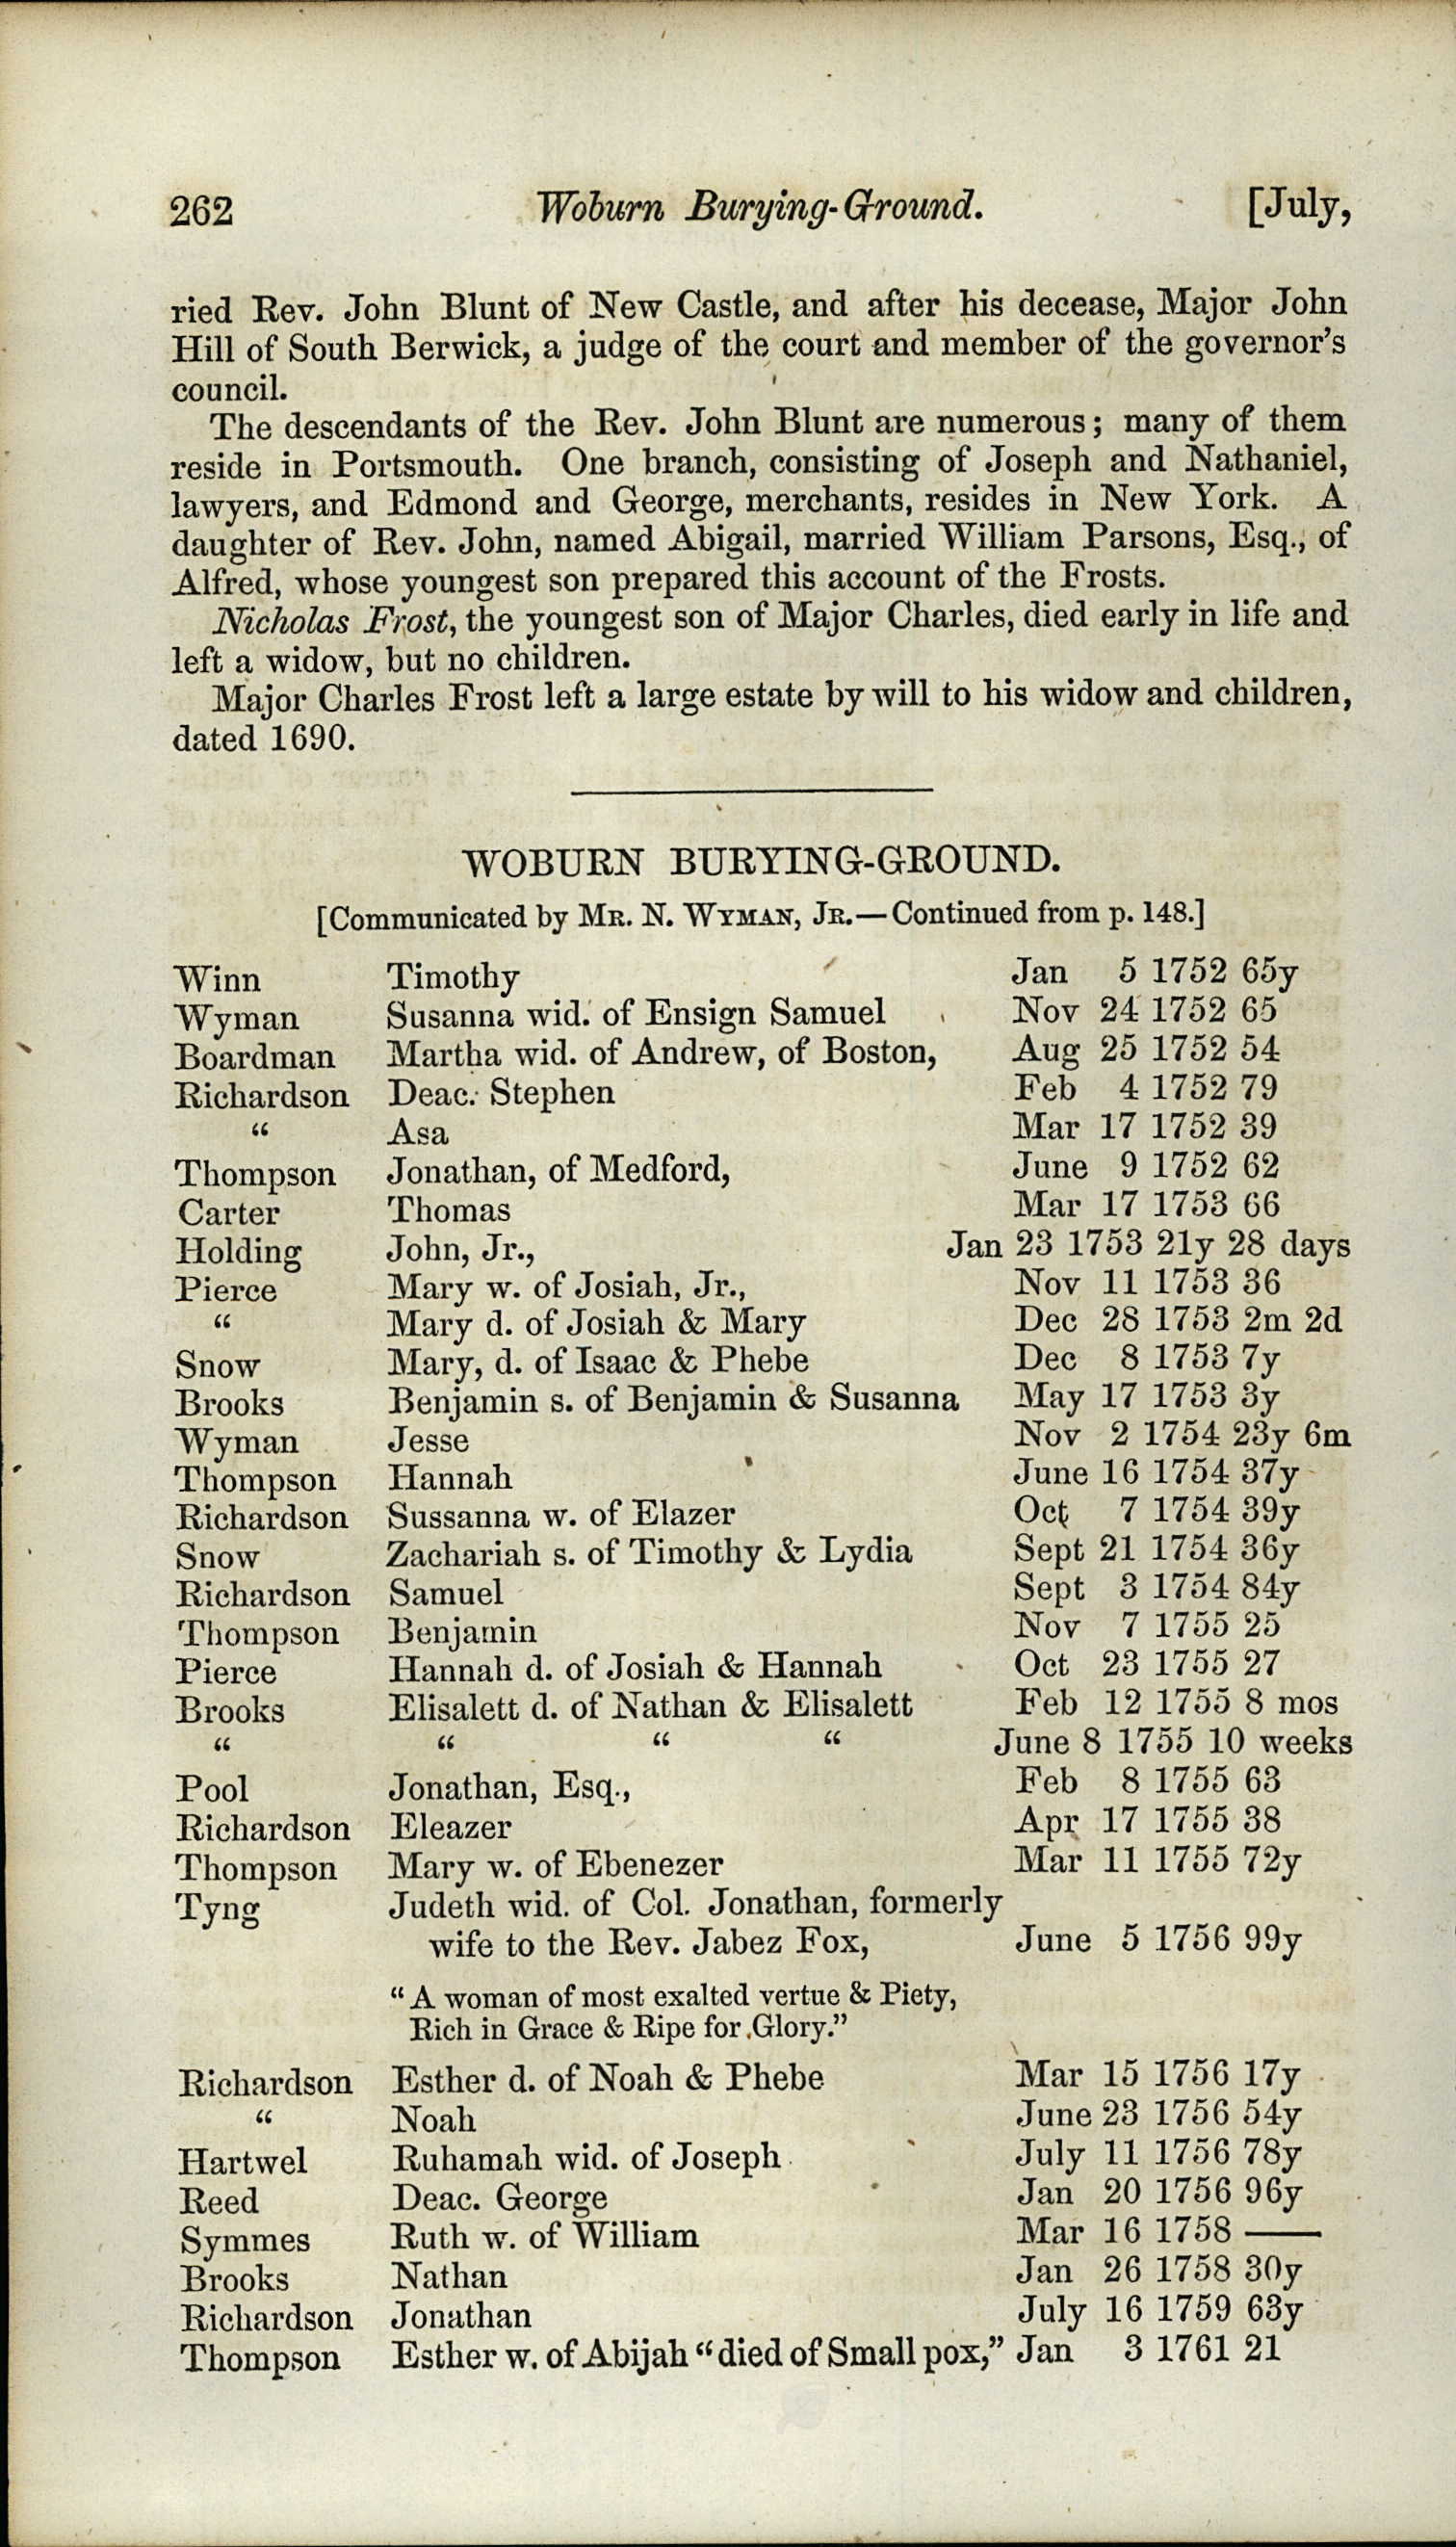 262 Woburn Burying-Ground. [July,
ried Rev. John Blunt of New Castle, and after his decease, Major John
Hill of South Berwick, a judge of the court and member of the governor's
council.
The descendants of the Rev. John Blunt are numerous; many of them
reside in Portsmouth. One branch, consisting of Joseph and Nathaniel,
lawyers, and Edmond and George, merchants, resides in New York. A
daughter of Rev. John, named Abigail, married William Parsons, Esq., of
Alfred, whose youngest son prepared this account of the Frosts.
Nicholas Frost, the youngest son of Major Charles, died early in life and
left a widow, but no children.
Major Charles Frost left a large estate by will to his widow and children,
dated 1690.
WOBURN BURYING-GROUND.
[Communicated by MR. N. WYMAN, JR.—Continued from p. 148.]
Winn Timothy Jan 5 1752 65y
Wyman Susanna wid. of Ensign Samuel Nov 24 1752 65
Boardman Martha wid. of Andrew, of Boston, Aug 25 1752 54
Richardson Deac. Stephen Feb 4 1752 79
" Asa Mar 17 1752 39
Thompson Jonathan, of Medford, June 9 1752 62
Carter Thomas Mar 17 1753 66
Holding John, Jr., Jan 23 1753 21y 28 days
Pierce Mary w. of Josiah, Jr., Nov 11 1753 36
" Mary d. of Josiah & Mary Dec 28 1753 2m 2d
Snow Mary, d. of Isaac & Phebe Dec 8 1753 7y
Brooks Benjamin s. of Benjamin & Susanna May 17 1753 3y
Wyman Jesse Nov 2 1754 23y 6m
Thompson Hannah June 16 1754 37y
Richardson Sussanna w. of Elazer Oct 7 1754 39y
Snow Zachariah s. of Timothy & Lydia Sept 21 1754 36y
Richardson Samuel Sept 3 1754 84y
Thompson Benjamin Nov 7 1755 25
Pierce Hannah d. of Josiah & Hannah Oct 23 1755 27
Brooks Elisalett d. of Nathan & Elisalett Feb 12 1755 8 mos
" " " " June 8 1755 10 weeks
Pool Jonathan, Esq., Feb 8 1755 63
Richardson Eleazer Apr 17 1755 38
Thompson Mary w. of Ebenezer Mar 11 1755 72y
Tyng Judeth wid. of Col. Jonathan, formerly
wife to the Rev. Jabez Fox, June 5 1756 99y
"A woman of most exalted vertue & Piety,
Rich in Grace & Ripe for Glory."
Richardson Esther d. of Noah & Phebe Mar 15 1756 17y
" Noah June 23 1756 54y
Hartwel Ruhamah wid. of Joseph July 11 1756 78y
Reed Deac. George Jan 20 1756 96y
Symmes Ruth w. of William Mar 16 1758 ——
Brooks Nathan Jan 26 1758 30y
Richardson Jonathan July 16 1759 63y
Thompson Esther w. of Abijah "died of Small pox," Jan 3 1761 21